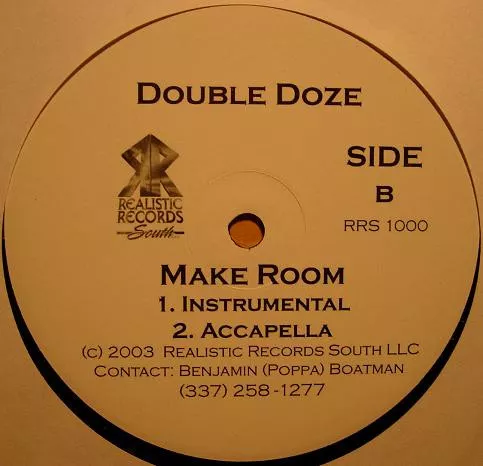 DOUBLE DOZE
REALISTIC
RECORDS
South
SIDE
B
RRS 1000
MAKE ROOM
1. INSTRUMENTAL
2. ACCAPELLA
(c) 2003 REALISTIC RECORDS SOUTH LLC
CONTACT: BENJAMIN (POPPA) BOATMAN
(337) 258-1277